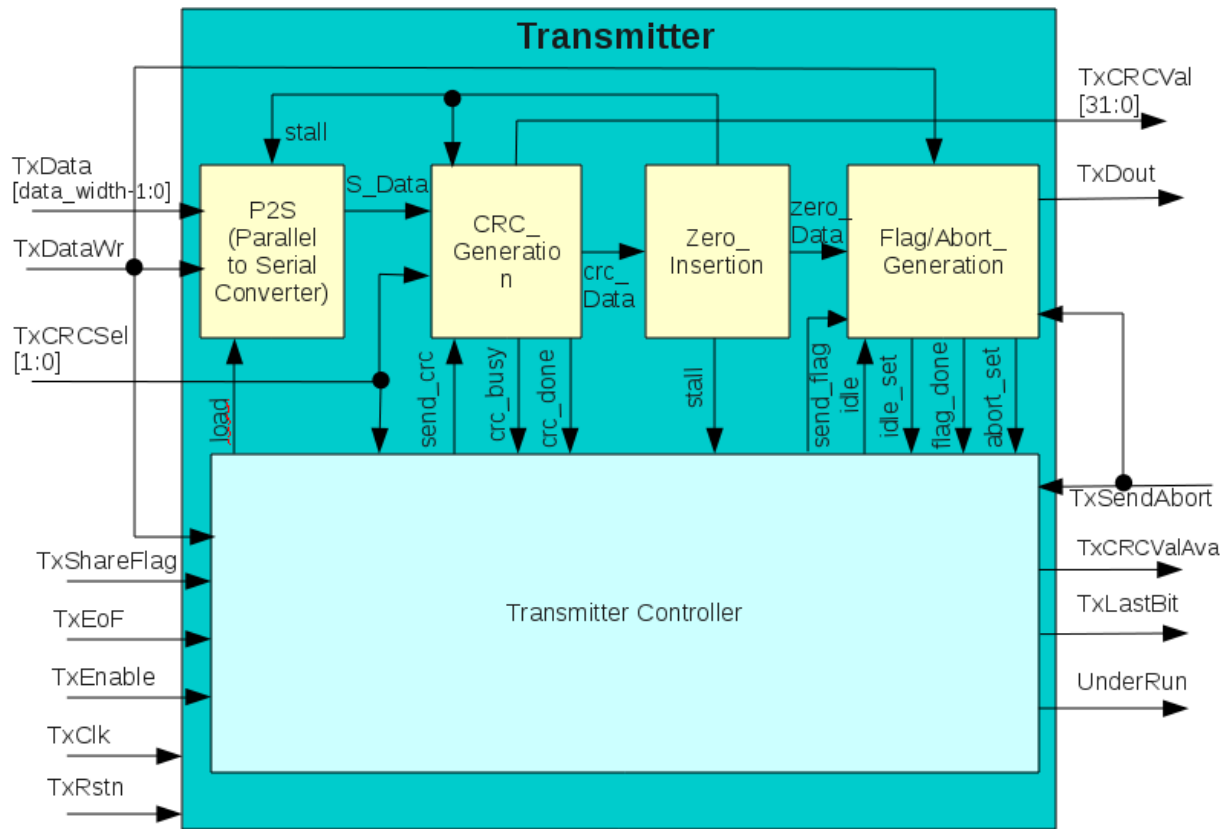 Transmitter
TxCRCVal
[31:0]
stall
TxData
[data_width-1:0]
S_Data
TxDout
P2S
(Parallel
to Serial
Converter)
CRC_
Generatio
n
Zero_
Insertion
zero_
Data
Flag/Abort_
Generation
TxDataWr
crc_
Data
TxCRCSel
[1:0]
load
send_crc
crc_busy
crc_done
stall
send_flag
idle
idle_set
flag_done
abort_set
TxSendAbort
TxShareFlag
TxCRCValAva
TxEoF
Transmitter Controller
TxLastBit
TxEnable
UnderRun
TxClk
TxRstn